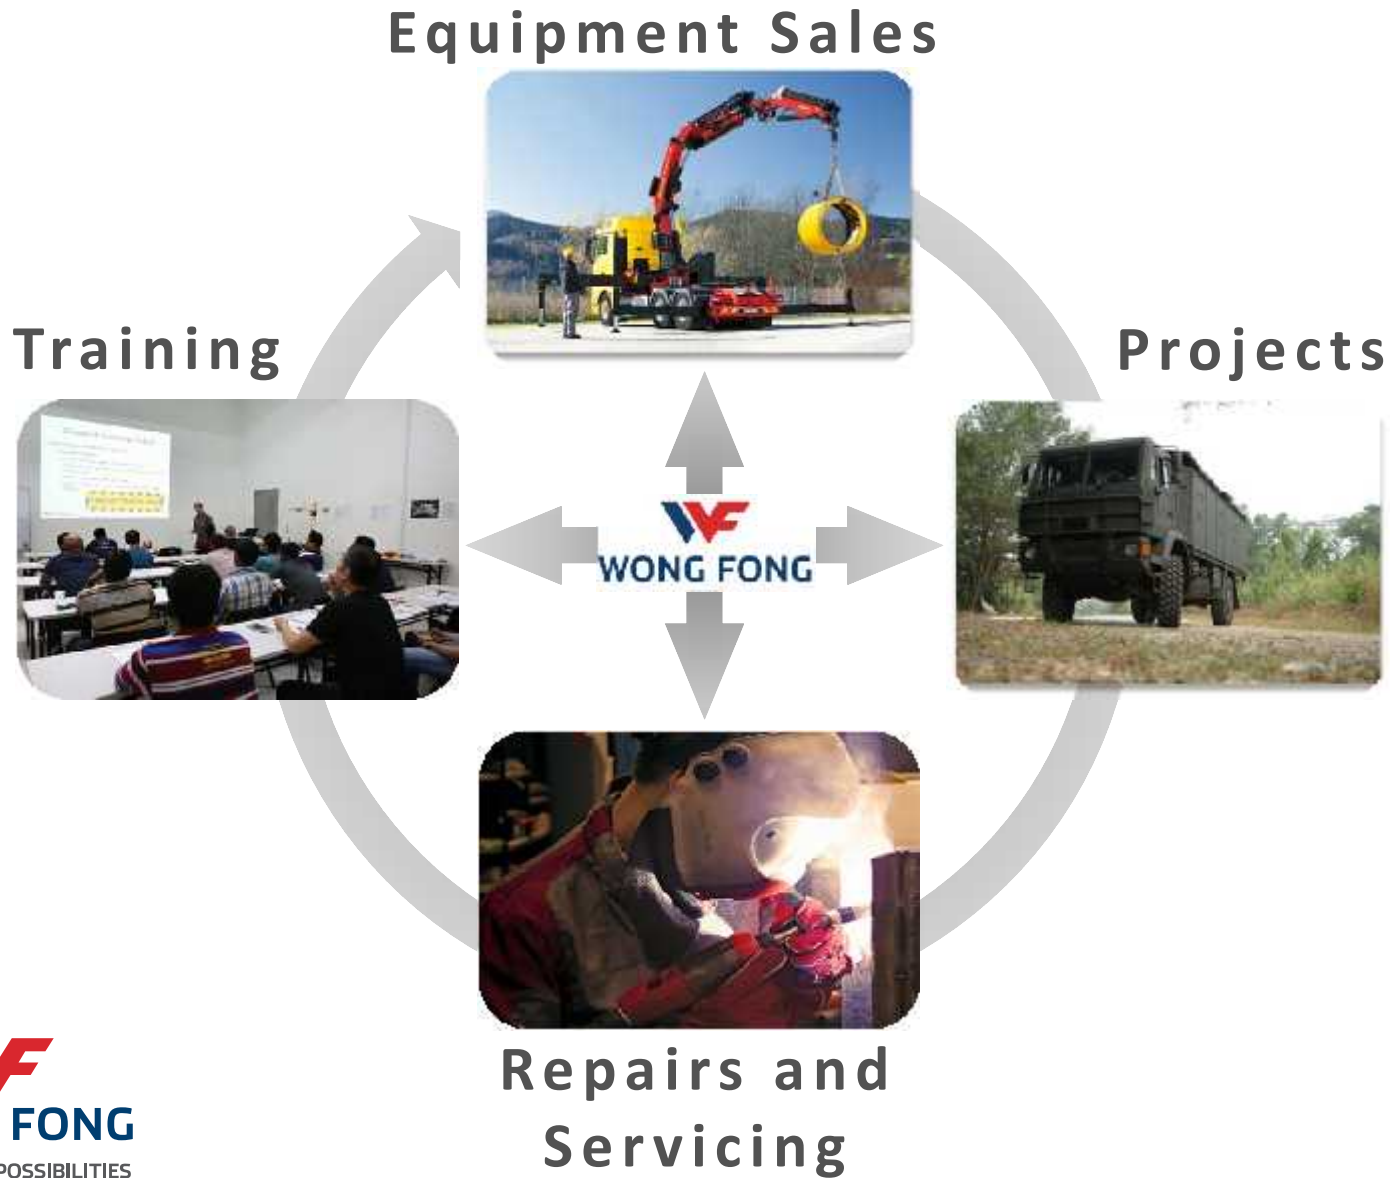 Equipment Sales
Training
Projects
WONG FONG
Repairs and
Servicing
FONG
POSSIBILITIES